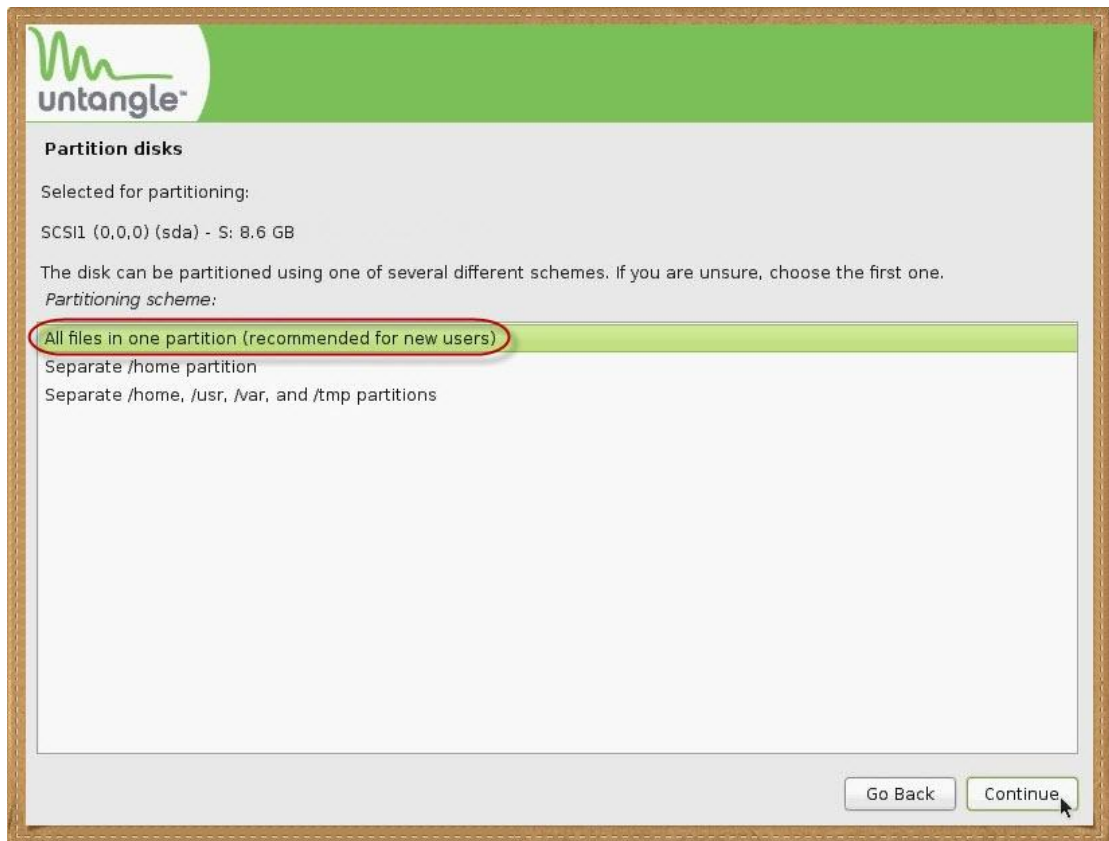 untangle™
Partition disks
Selected for partitioning:
SCSI1 (0,0,0) (sda) - S: 8.6 GB
The disk can be partitioned using one of several different schemes. If you are unsure, choose the first one.
Partitioning scheme:
All files in one partition (recommended for new users)
Separate /home partition
Separate /home, /usr, /var, and /tmp partitions
Go Back
Continue